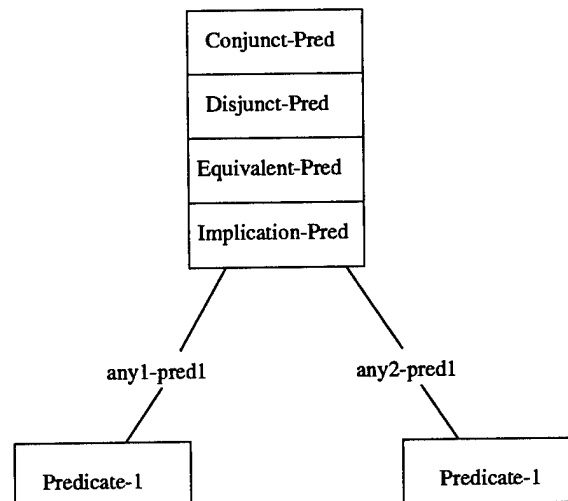 Conjunct-Pred
Disjunct-Pred
Equivalent-Pred
Implication-Pred
any1-pred1
any2-pred1
Predicate-1
Predicate-1